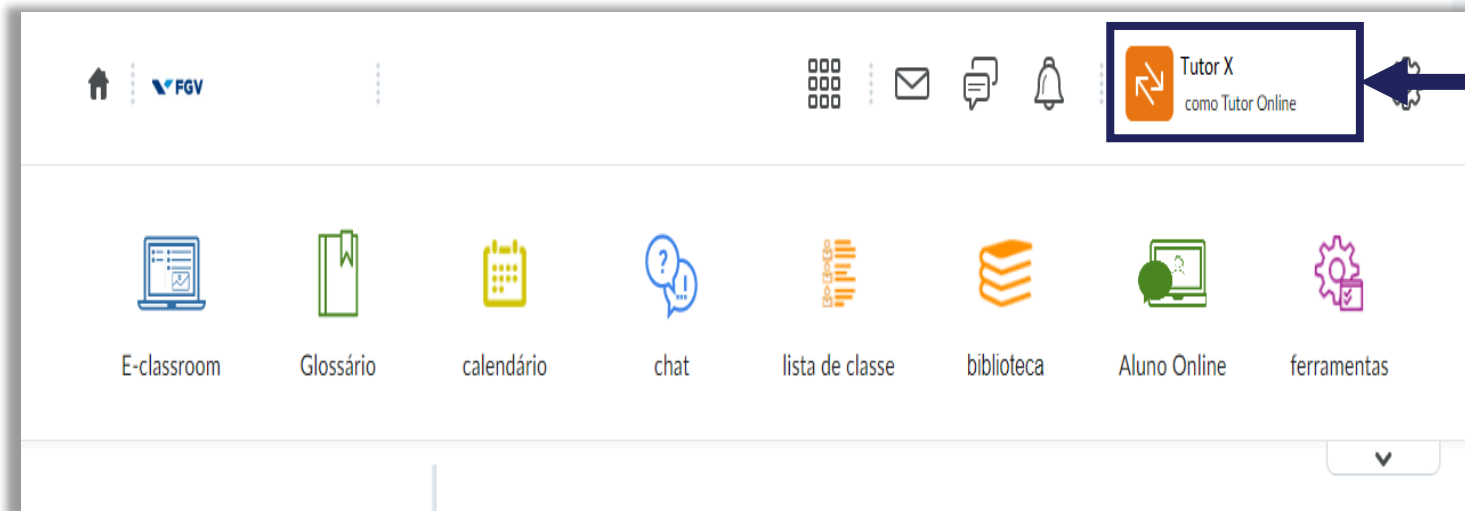 FGV
Tutor X
como Tutor Online
E-classroom
Glossário
calendário
chat
lista de classe
biblioteca
Aluno Online
ferramentas